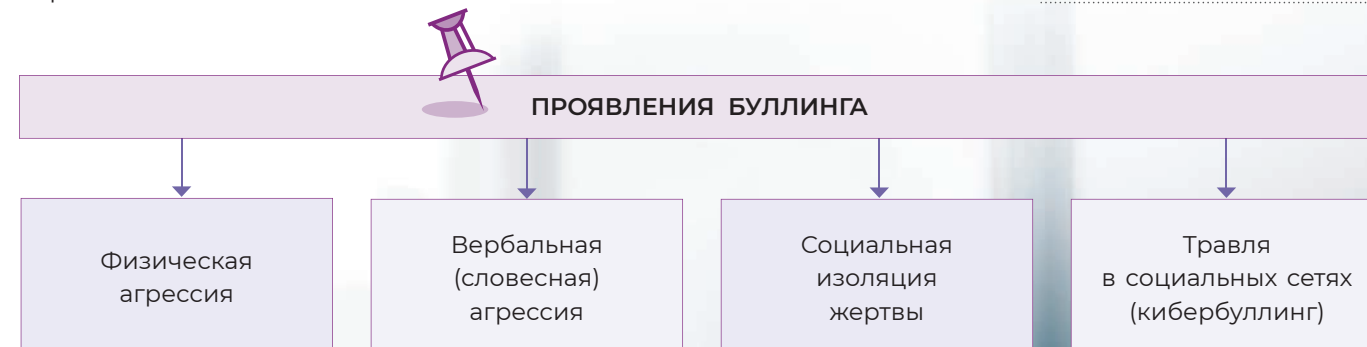 ПРОЯВЛЕНИЯ БУЛЛИНГА
Физическая
агрессия
Вербальная
(словесная)
агрессия
Социальная
изоляция
жертвы
Травля
в социальных сетях
(кибербуллинг)